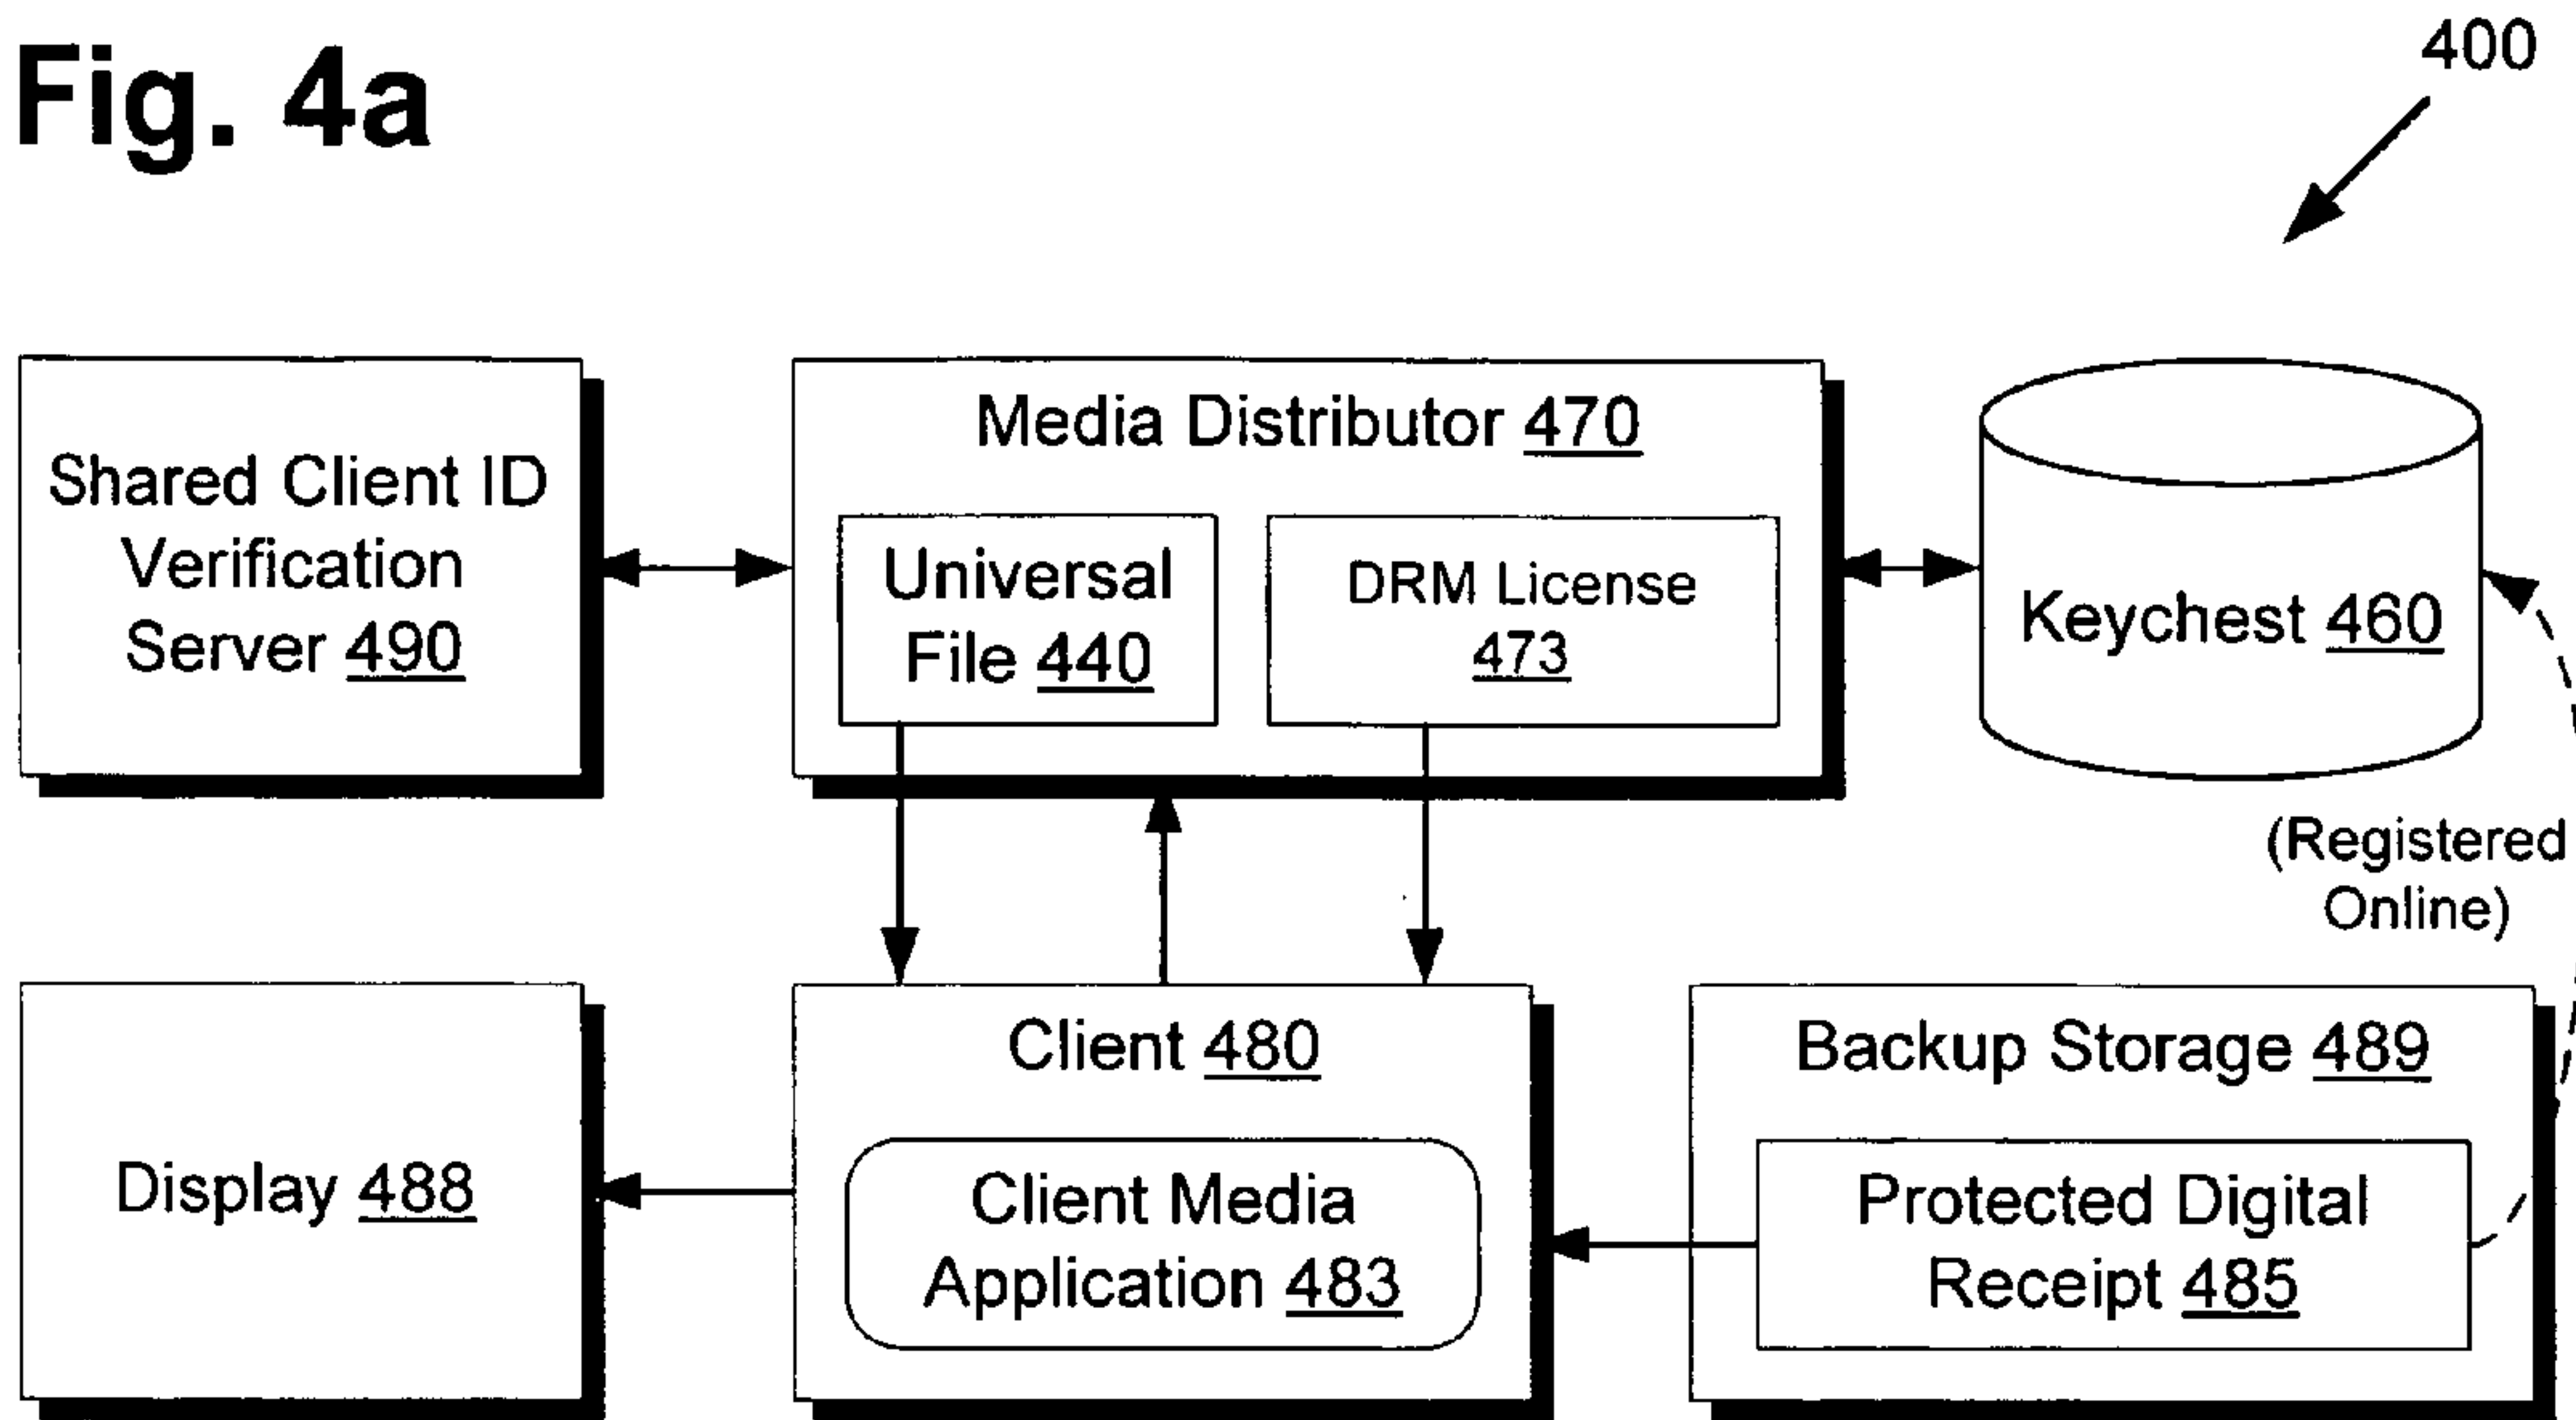 Fig. 4a
400
Shared Client ID
Verification
Server 490
Media Distributor 470
Universal
File 440
DRM License
473
Keychest 460
(Registered
Online)
Display 488
Client 480
Client Media
Application 483
Backup Storage 489
Protected Digital
Receipt 485